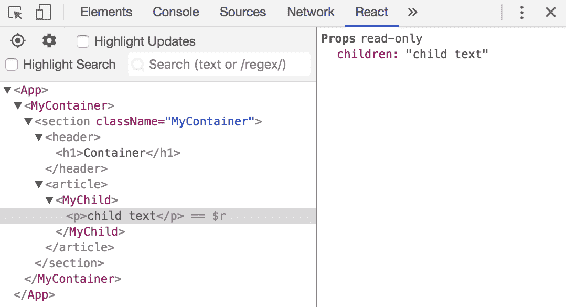 Elements Console Sources Network React »
Highlight Updates
Highlight Search Search (text or /regex/)
<App>
<MyContainer>
<section className="MyContainer">
<header>
<h1>Container</h1>
</header>
<article>
<MyChild>
<p>child text</p> == $r
</MyChild>
</article>
</section>
</MyContainer>
</App>
Props read-only
children: "child text"